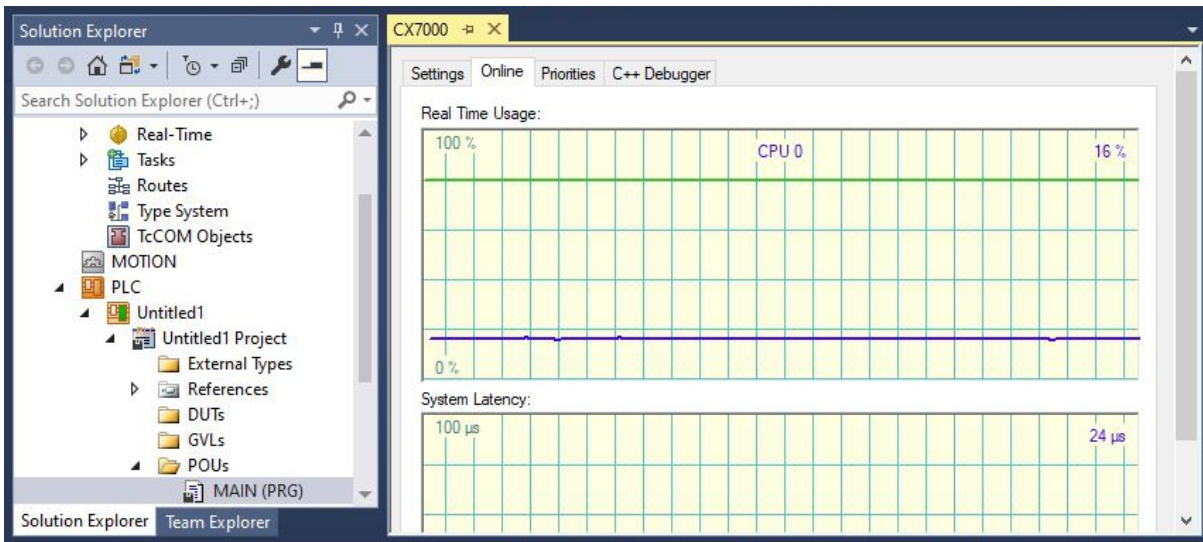 Solution Explorer
Search Solution Explorer (Ctrl+;)
Real-Time
Tasks
Routes
Type System
TcCOM Objects
MOTION
PLC
Untitled1
Untitled1 Project
External Types
References
DUTs
GVLs
POUs
MAIN (PRG)
Solution Explorer Team Explorer
CX7000
Settings Online Priorities C++ Debugger
Real Time Usage:
100 % CPU 0 16 %
0 %
System Latency:
100 µs 24 µs